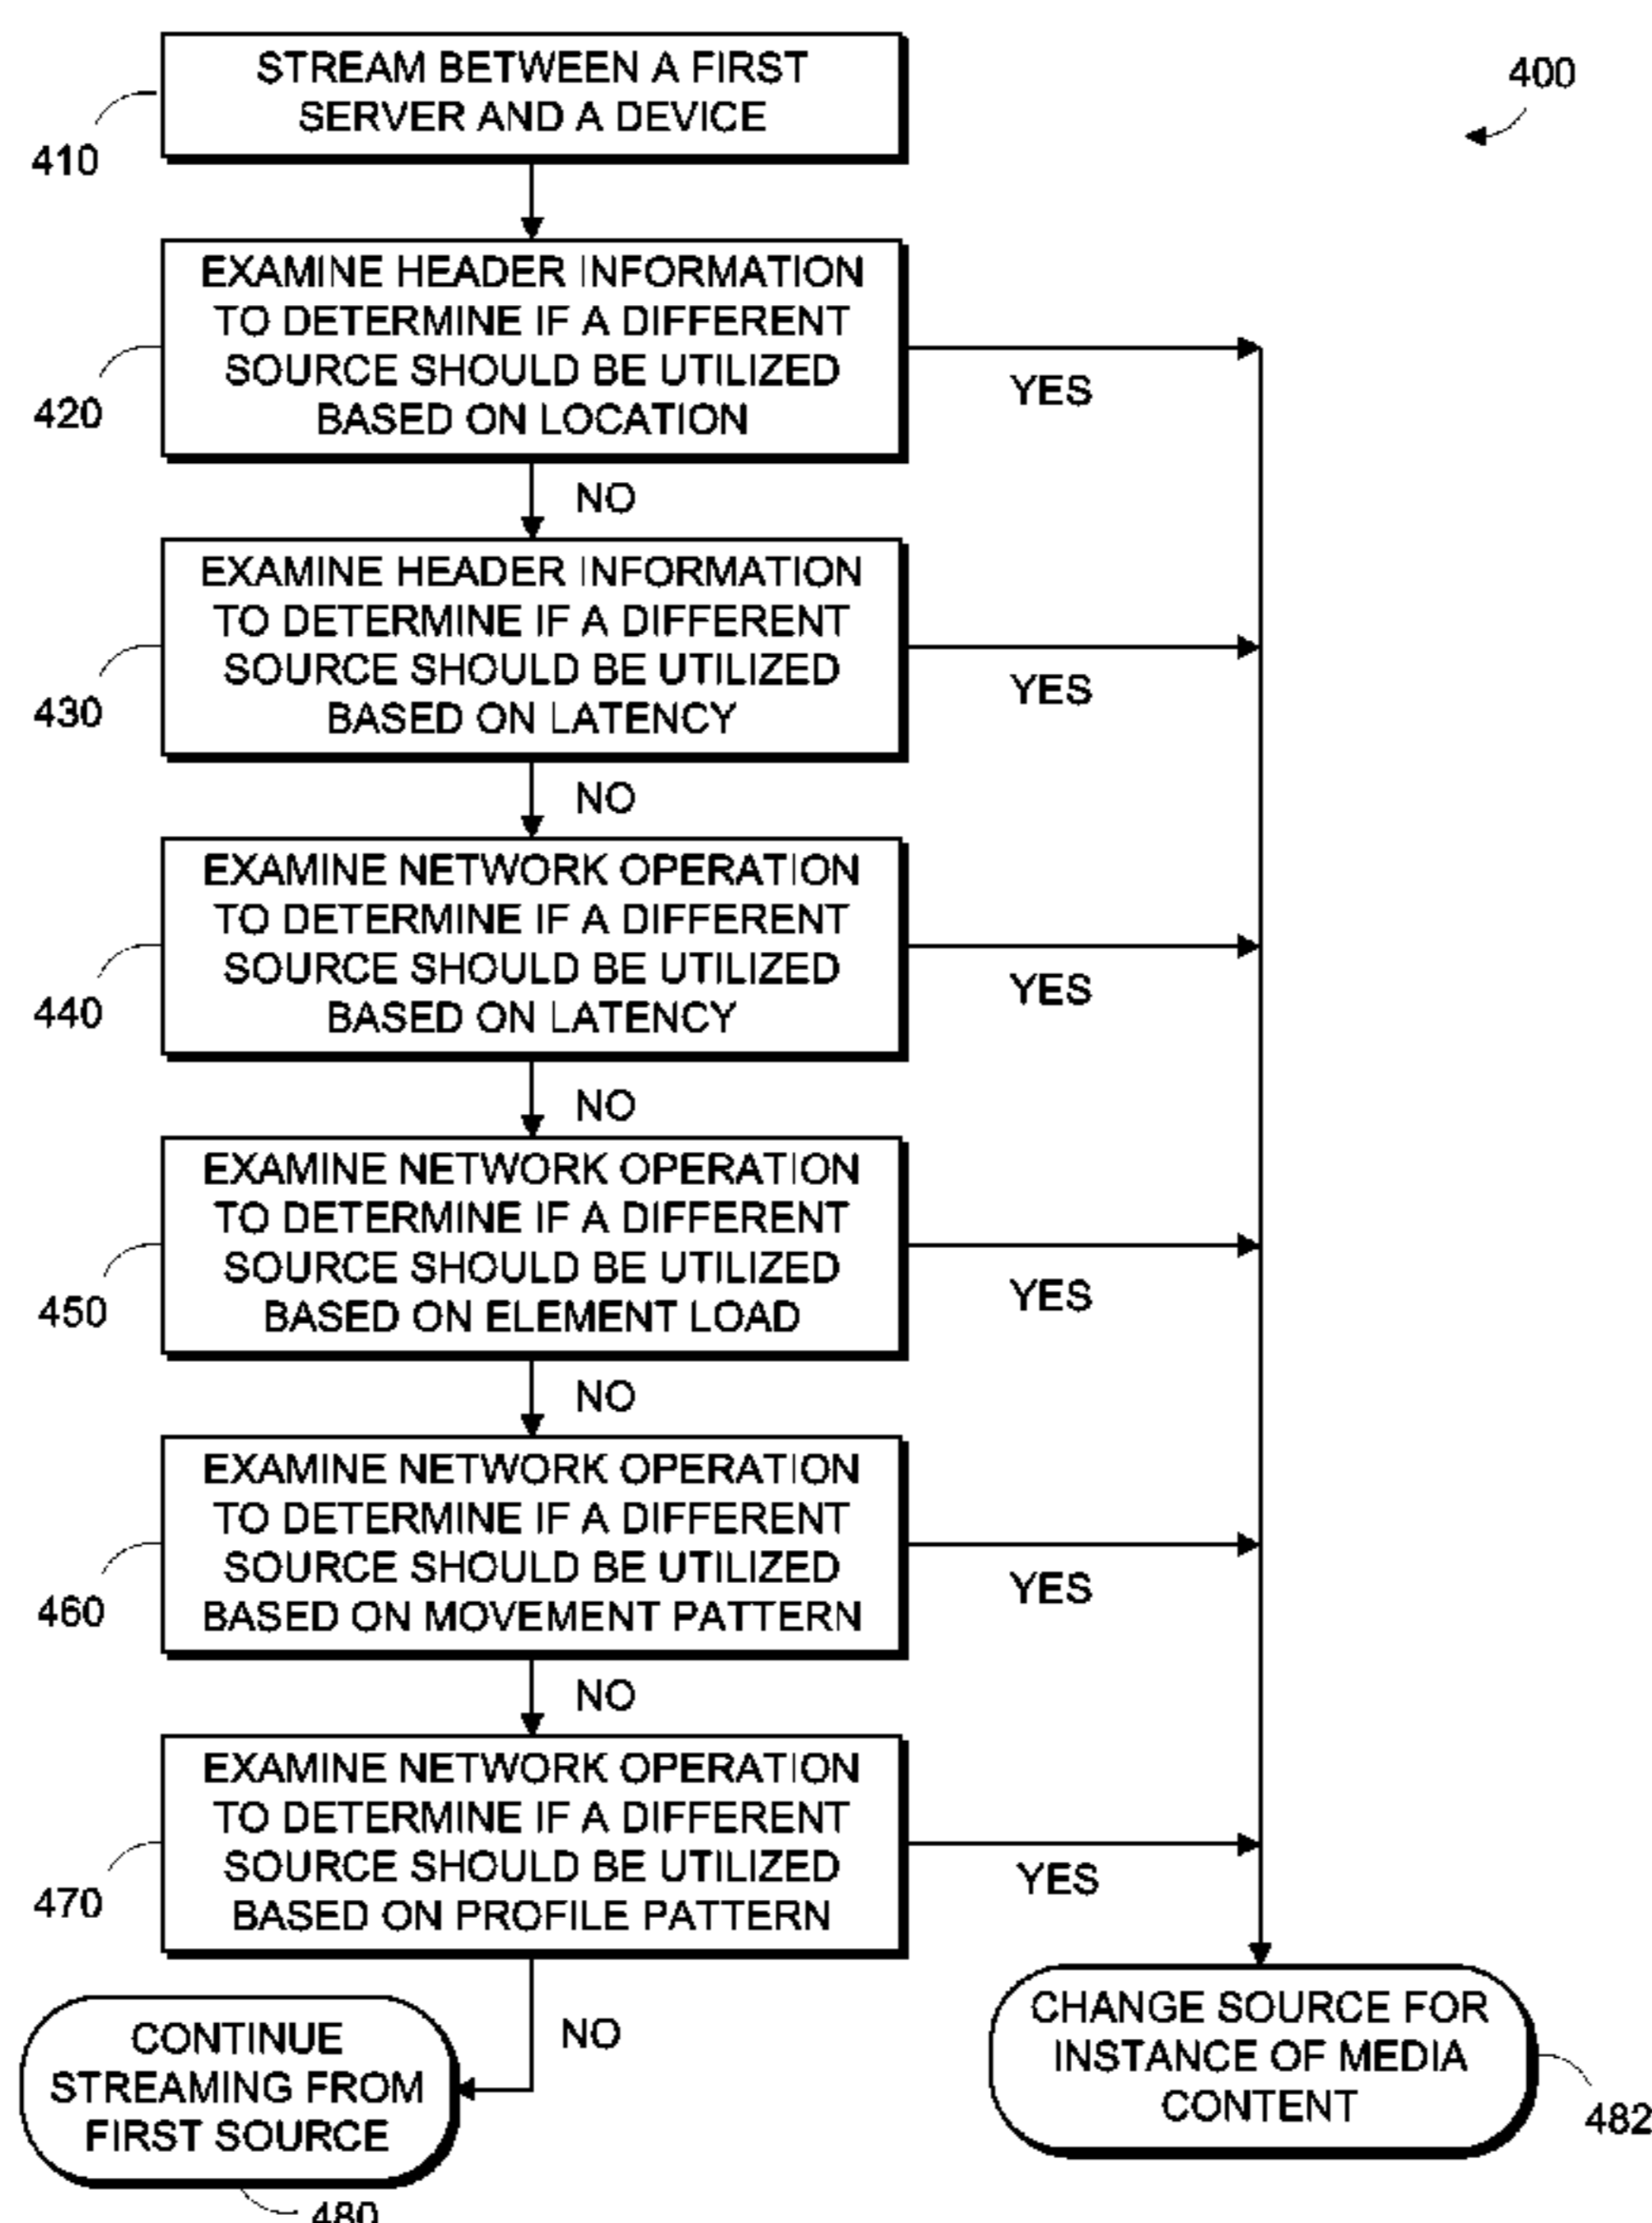 400
STREAM BETWEEN A FIRST
SERVER AND A DEVICE
410
EXAMINE HEADER INFORMATION
TO DETERMINE IF A DIFFERENT
SOURCE SHOULD BE UTILIZED
BASED ON LOCATION
420
YES
NO
EXAMINE HEADER INFORMATION
TO DETERMINE IF A DIFFERENT
SOURCE SHOULD BE UTILIZED
BASED ON LATENCY
430
YES
NO
EXAMINE NETWORK OPERATION
TO DETERMINE IF A DIFFERENT
SOURCE SHOULD BE UTILIZED
BASED ON LATENCY
440
YES
NO
EXAMINE NETWORK OPERATION
TO DETERMINE IF A DIFFERENT
SOURCE SHOULD BE UTILIZED
BASED ON ELEMENT LOAD
450
YES
NO
EXAMINE NETWORK OPERATION
TO DETERMINE IF A DIFFERENT
SOURCE SHOULD BE UTILIZED
BASED ON MOVEMENT PATTERN
460
YES
NO
EXAMINE NETWORK OPERATION
TO DETERMINE IF A DIFFERENT
SOURCE SHOULD BE UTILIZED
BASED ON PROFILE PATTERN
470
YES
NO
CONTINUE
STREAMING FROM
FIRST SOURCE
480
CHANGE SOURCE FOR
INSTANCE OF MEDIA
CONTENT
482